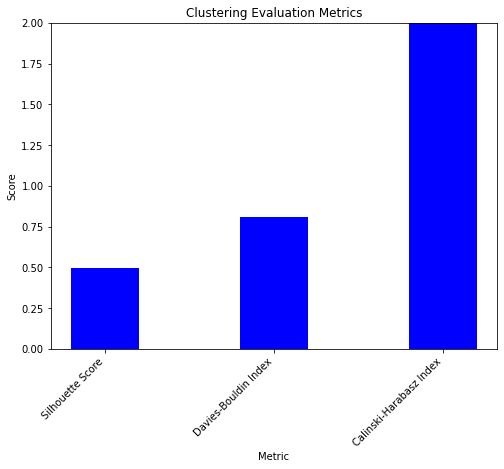 Clustering Evaluation Metrics
2.00
1.75
1.50
1.25
1.00
0.75
0.50
0.25
0.00
Score
Silhouette Score
Davies-Bouldin Index
Calinski-Harabasz Index
Metric